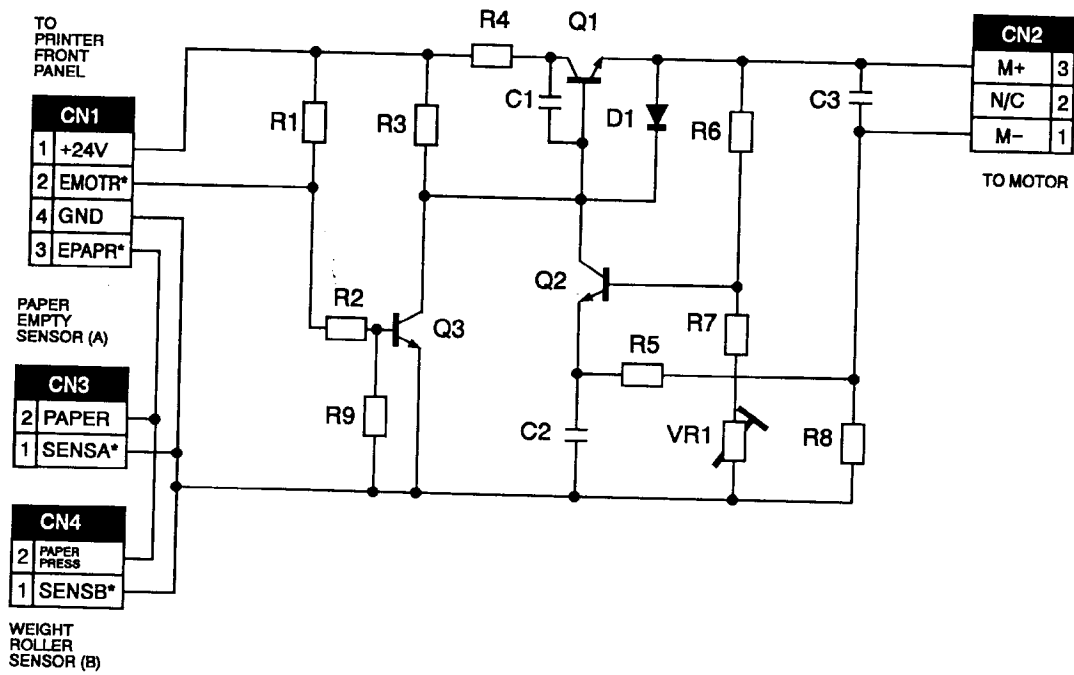 TO
PRINTER
FRONT
PANEL
CN1
1 +24V
2 EMOTR*
4 GND
3 EPAPR*
PAPER
EMPTY
SENSOR (A)
CN3
2 PAPER
1 SENSA*
CN4
2 PAPER PRESS
1 SENSB*
WEIGHT
ROLLER
SENSOR (B)
R4
Q1
R1
R3
C1
D1
R6
C3
CN2
M+ 3
N/C 2
M− 1
TO MOTOR
R2
Q3
Q2
R7
R5
R9
C2
VR1
R8